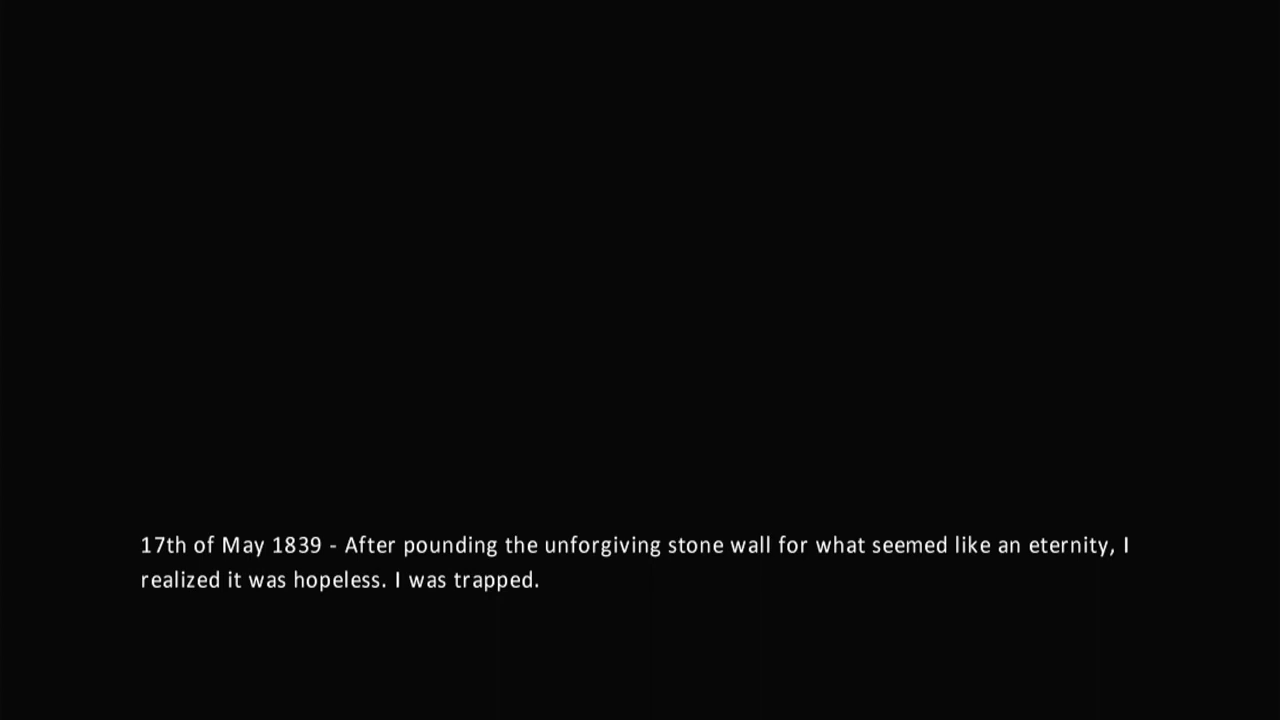 17th of May 1839 - After pounding the unforgiving stone wall for what seemed like an eternity, I
realized it was hopeless. I was trapped.